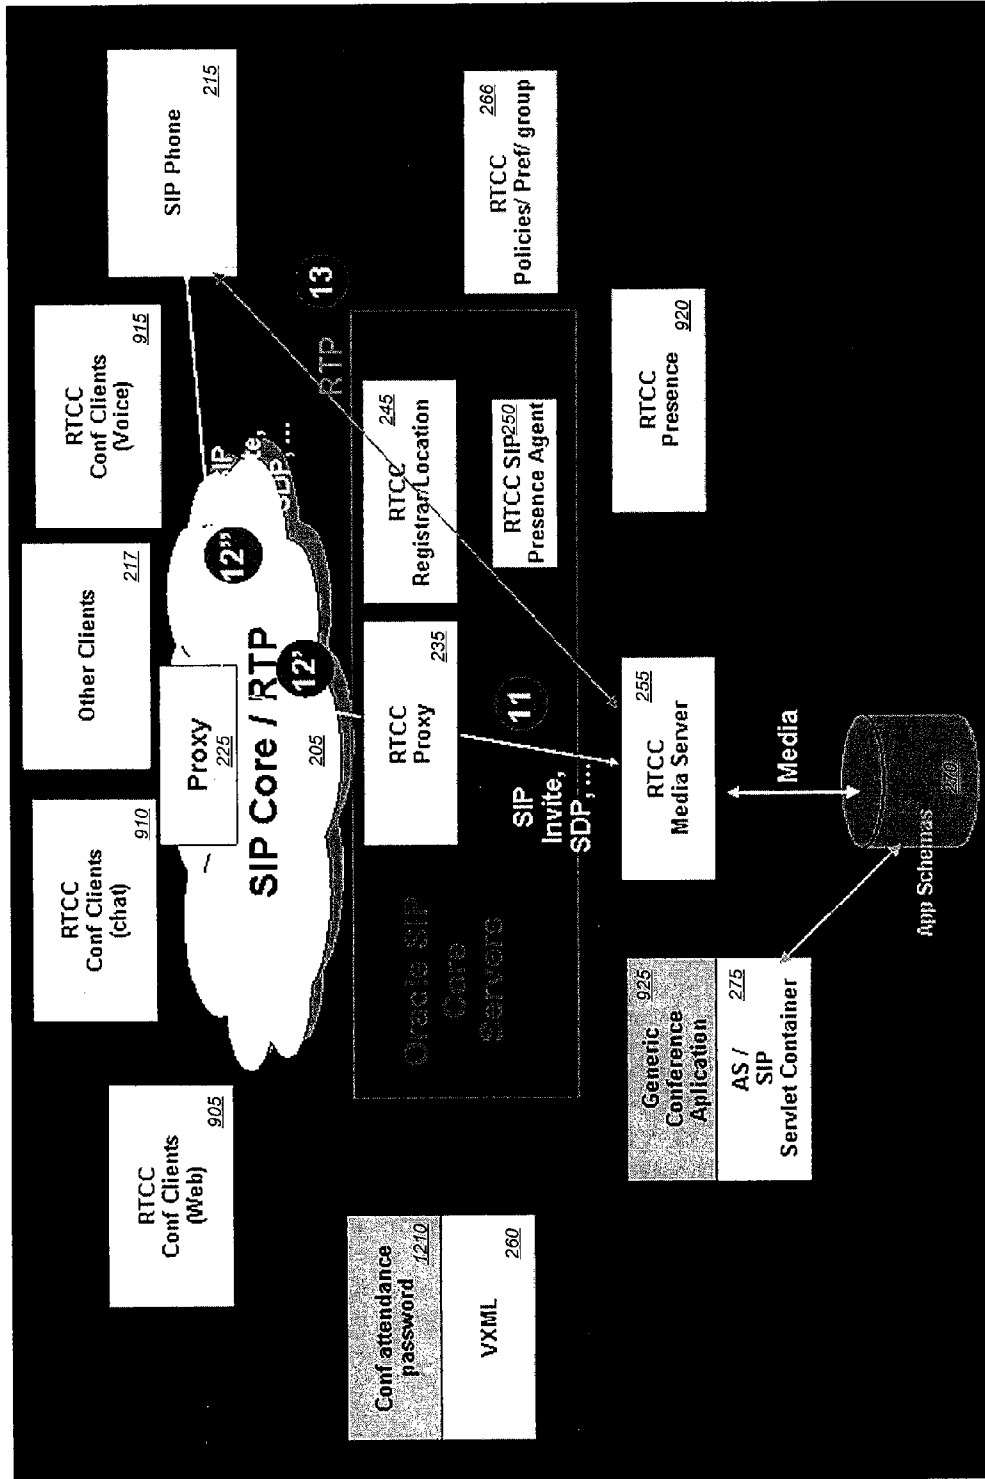 RTCC
Conf Clients
(Web)
905
RTCC
Conf Clients
(chat)
910
Other Clients
217
RTCC
Conf Clients
(Voice)
915
SIP Phone
215
Proxy
225
SIP Core / RTP
205
12'
12"
SIP
SDP, ...
RTP
13
Conf attendance
password
1210
VXML
260
Oracle SIP
Core
Servers
RTCC
Proxy
235
RTCC
Registrar/Location
245
RTCC SIP
Presence Agent
250
RTCC
Policies/ Pref/ group
266
SIP
Invite,
SDP, ...
11
Generic
Conference
Aplication
925
AS /
SIP
Servlet Container
275
RTCC
Media Server
255
RTCC
Presence
920
Media
App Schemas